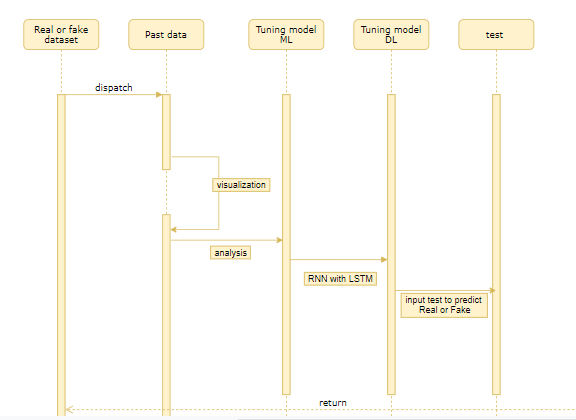 Real or fake
dataset
Past data
Tuning model
ML
Tuning model
DL
test
dispatch
visualization
analysis
RNN with LSTM
input test to predict
Real or Fake
return